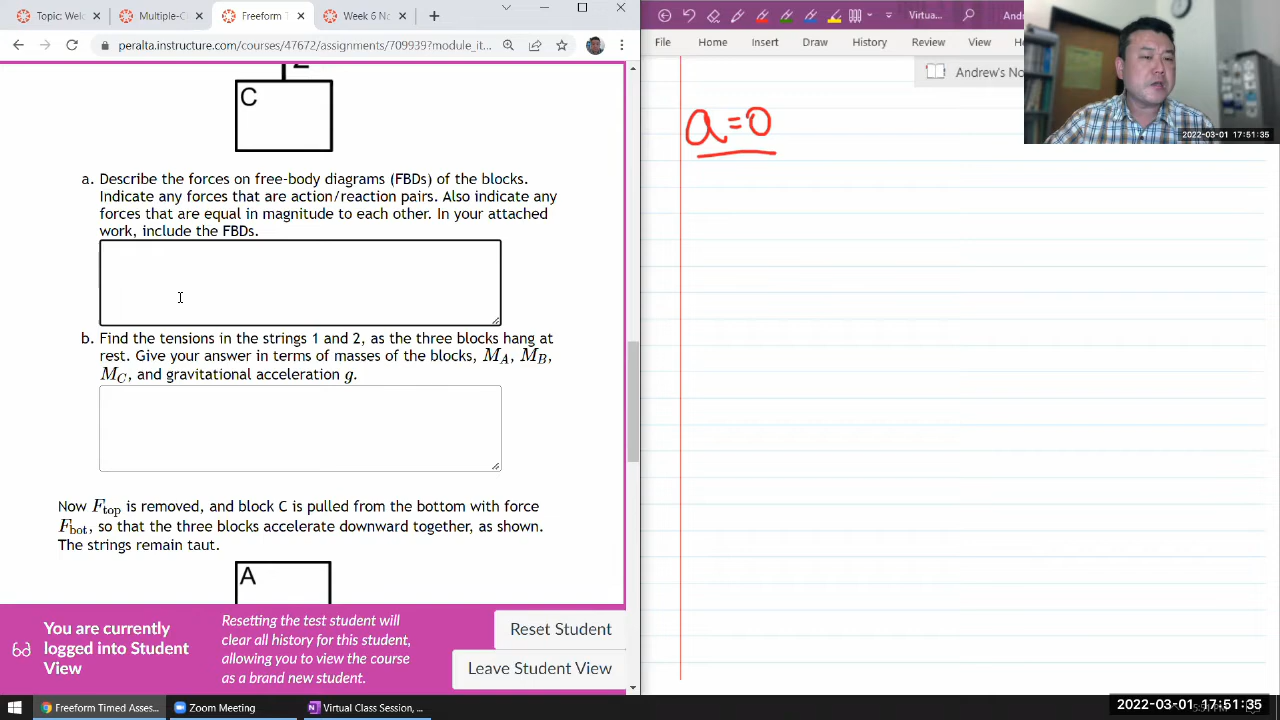 Topic: Welc
Multiple-C
Freeform T
Week 6 No
Virtua...
And
peralta.instructure.com/courses/47672/assignments/709939?module_it...
File
Home
Insert
Draw
History
Review
View
Andrew's No
2022-03-01 17:51:35
2
C
a=0
a. Describe the forces on free-body diagrams (FBDs) of the blocks.
Indicate any forces that are action/reaction pairs. Also indicate any
forces that are equal in magnitude to each other. In your attached
work, include the FBDs.
b. Find the tensions in the strings 1 and 2, as the three blocks hang at
rest. Give your answer in terms of masses of the blocks, M_A, M_B,
M_C, and gravitational acceleration g.
Now F_top is removed, and block C is pulled from the bottom with force
F_bot, so that the three blocks accelerate downward together, as shown.
The strings remain taut.
A
You are currently
logged into Student
View
Resetting the test student will
clear all history for this student,
allowing you to view the course
as a brand new student.
Reset Student
Leave Student View
Freeform Timed Asses...
Zoom Meeting
Virtual Class Session, ...
2022-03-01 17:51:35